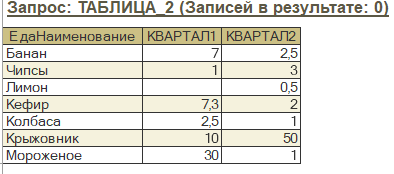 Запрос: ТАБЛИЦА_2 (Записей в результате: 0)
ЕдаНаименование КВАРТАЛ1 КВАРТАЛ2
Банан 7 2,5
Чипсы 1 3
Лимон 0,5
Кефир 7,3 2
Колбаса 2,5 1
Крыжовник 10 50
Мороженое 30 1